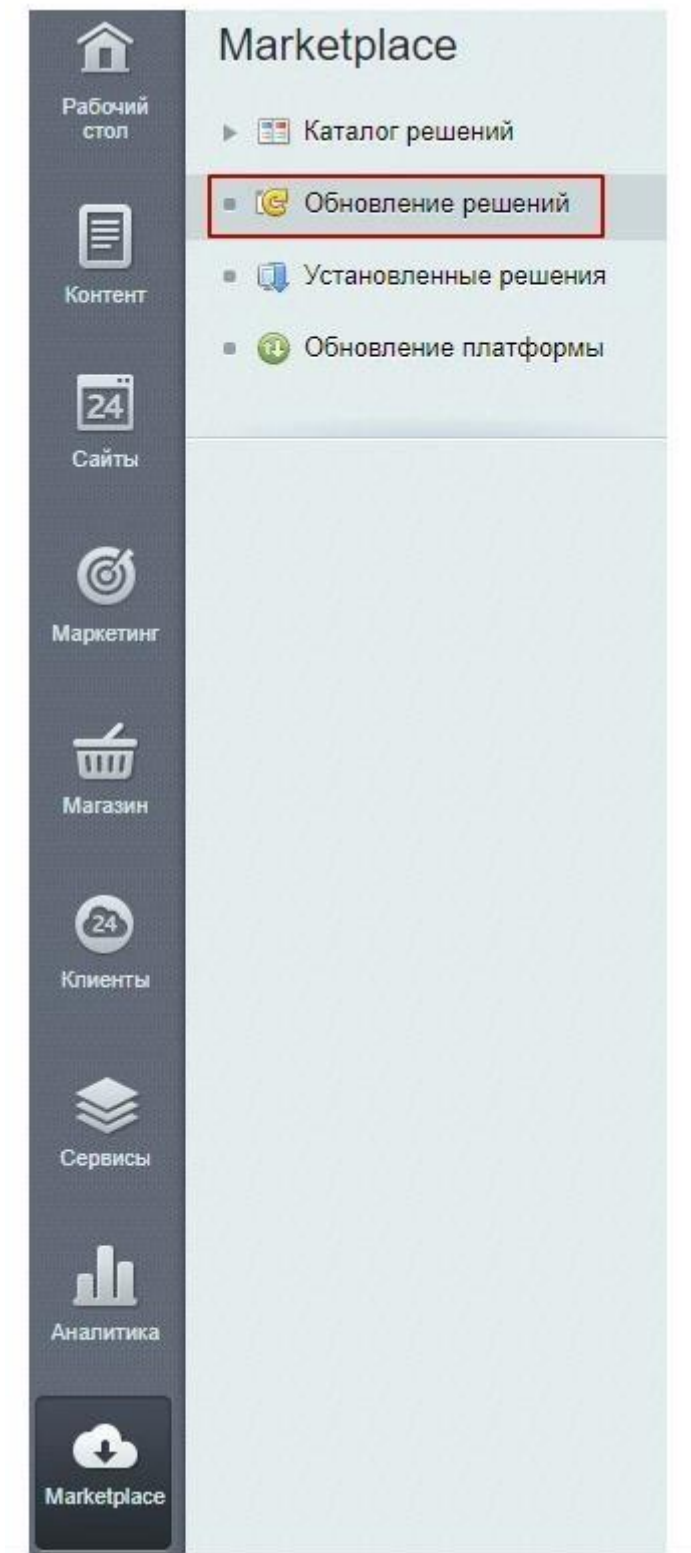 Marketplace
Каталог решений
Обновление решений
Установленные решения
Обновление платформы
Рабочий
стол
Контент
24
Сайты
Маркетинг
Магазин
24
Клиенты
Сервисы
Аналитика
Marketplace